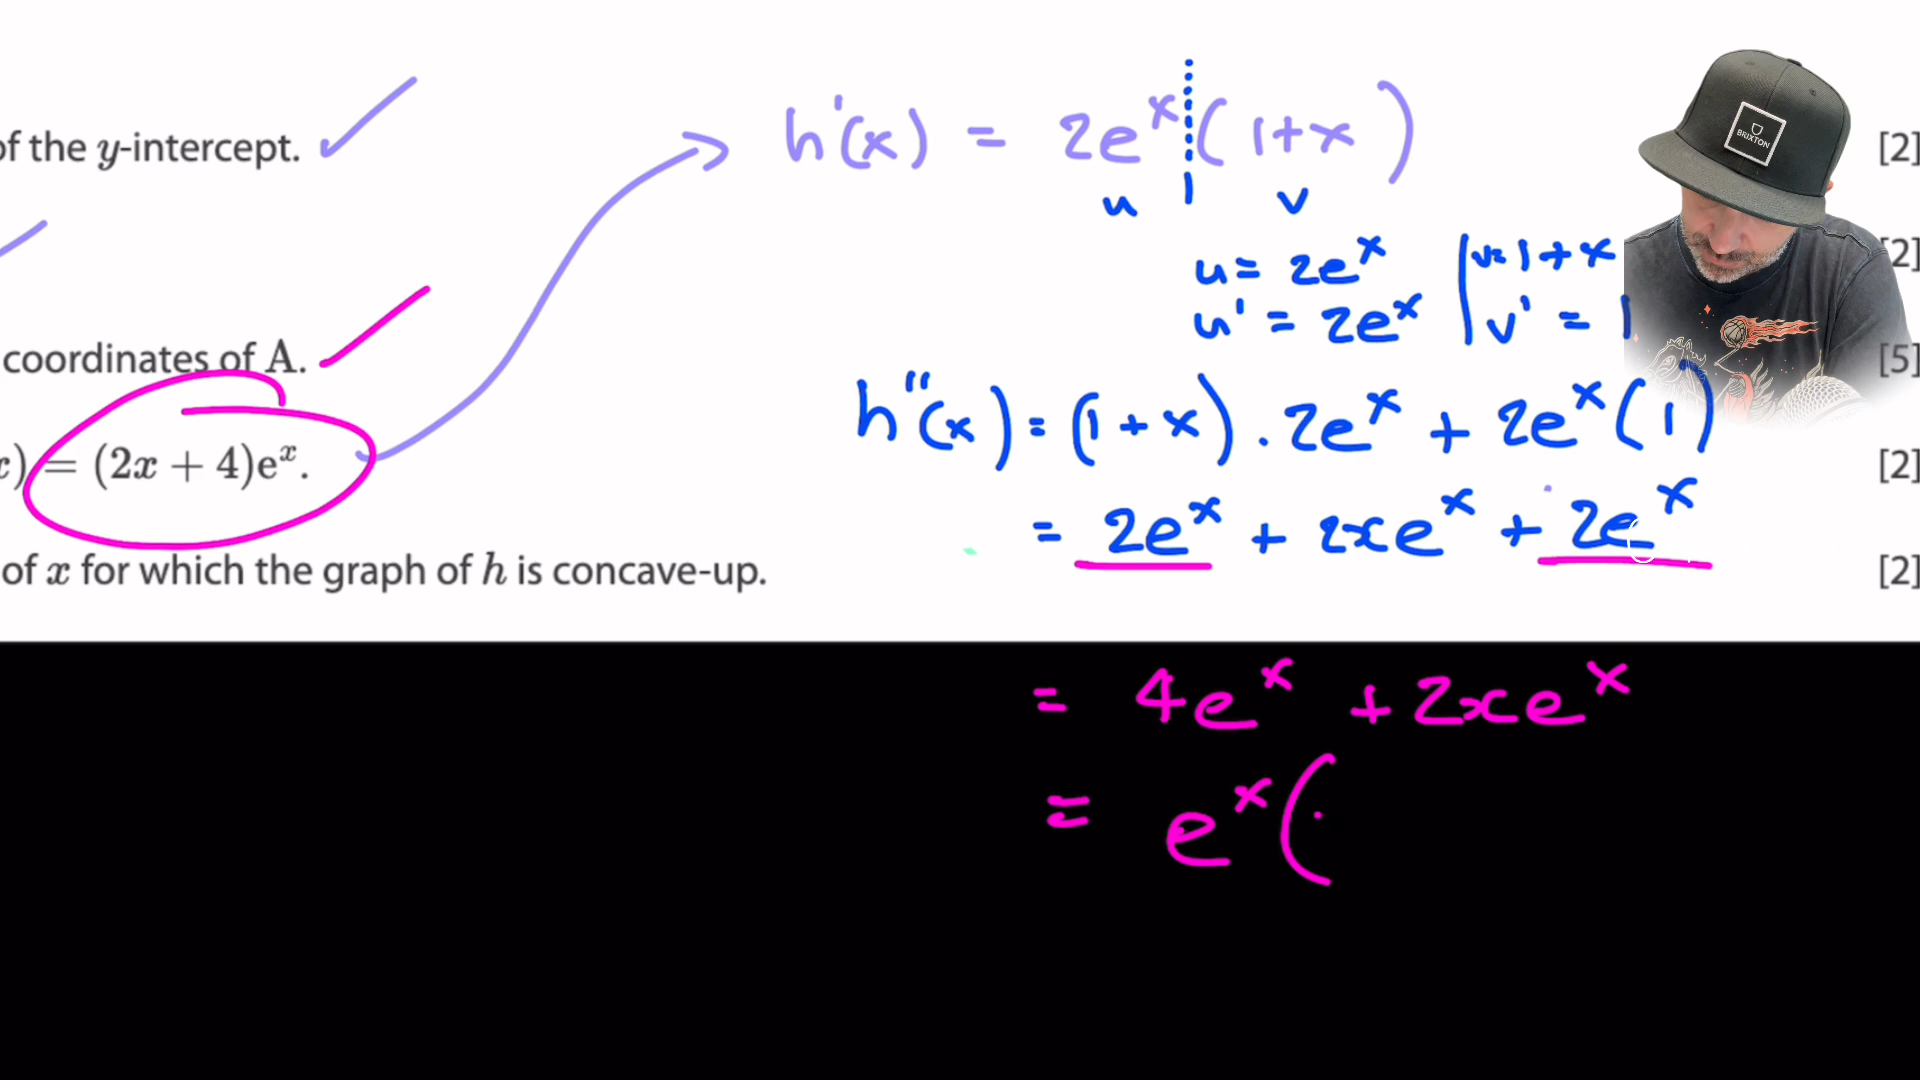 of the y-intercept.
h'(x) = 2e^x (1+x)
[2]
u v
BRIXTON
[2]
u = 2e^x | v = 1 + x
u' = 2e^x | v' = 1
coordinates of A.
[5]
h''(x) = (1 + x) . 2e^x + 2e^x (1)
x) = (2x + 4)e^x.
[2]
= 2e^x + 2xe^x + 2e^x
of x for which the graph of h is concave-up.
[2]
= 4e^x + 2xe^x
= e^x (